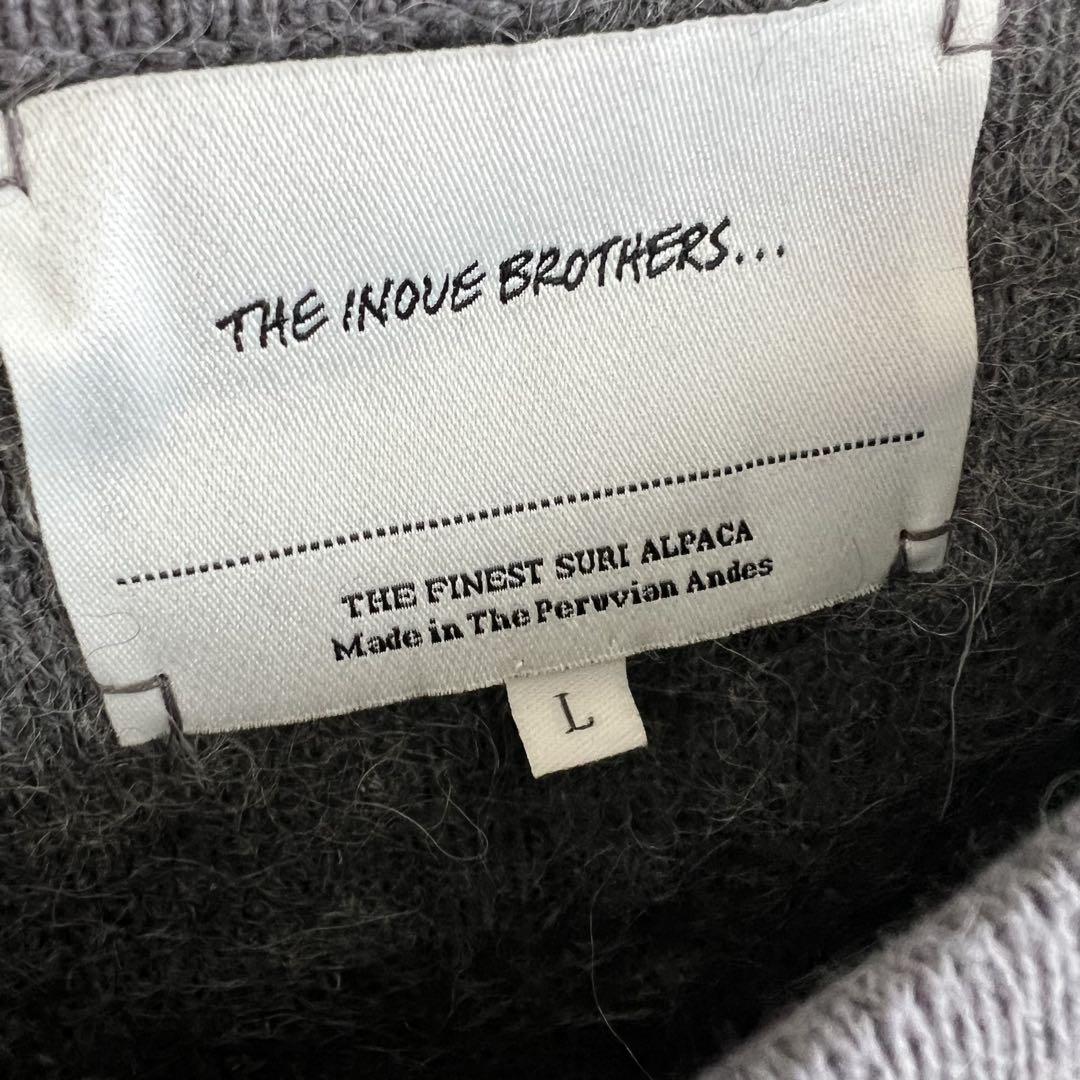 THE INOUE BROTHERS...
THE FINEST SURI ALPACA
Made in The Peruvian Andes
L